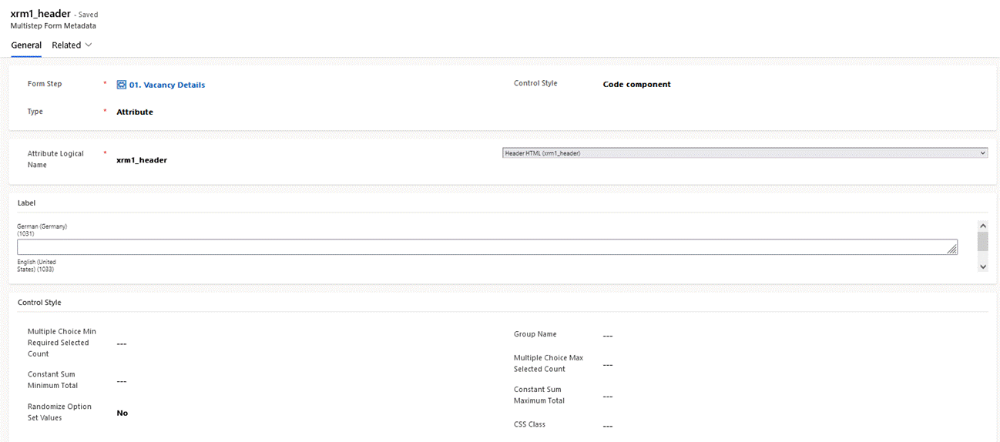 xrm1_header - Saved
Multistep Form Metadata
General Related
Form Step * 01. Vacancy Details Control Style Code component
Type * Attribute
Attribute Logical
Name * xrm1_header Header HTML (xrm1_header)
Label
German (Germany)
(1031)
English (United
States) (1033)
Control Style
Multiple Choice Min
Required Selected
Count ---
Group Name ---
Multiple Choice Max
Selected Count ---
Constant Sum
Minimum Total ---
Constant Sum
Maximum Total ---
Randomize Option
Set Values No
CSS Class ---